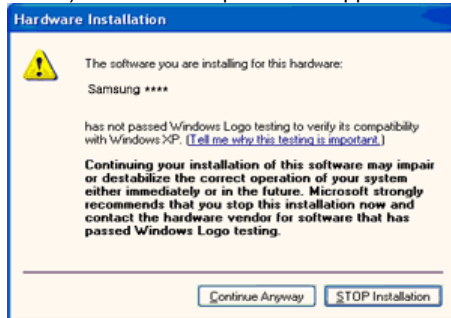 Hardware Installation
The software you are installing for this hardware:
Samsung ****
has not passed Windows Logo testing to verify its compatibility
with Windows XP. (Tell me why this testing is important.)
Continuing your installation of this software may impair
or destabilize the correct operation of your system
either immediately or in the future. Microsoft strongly
recommends that you stop this installation now and
contact the hardware vendor for software that has
passed Windows Logo testing.
Continue Anyway STOP Installation